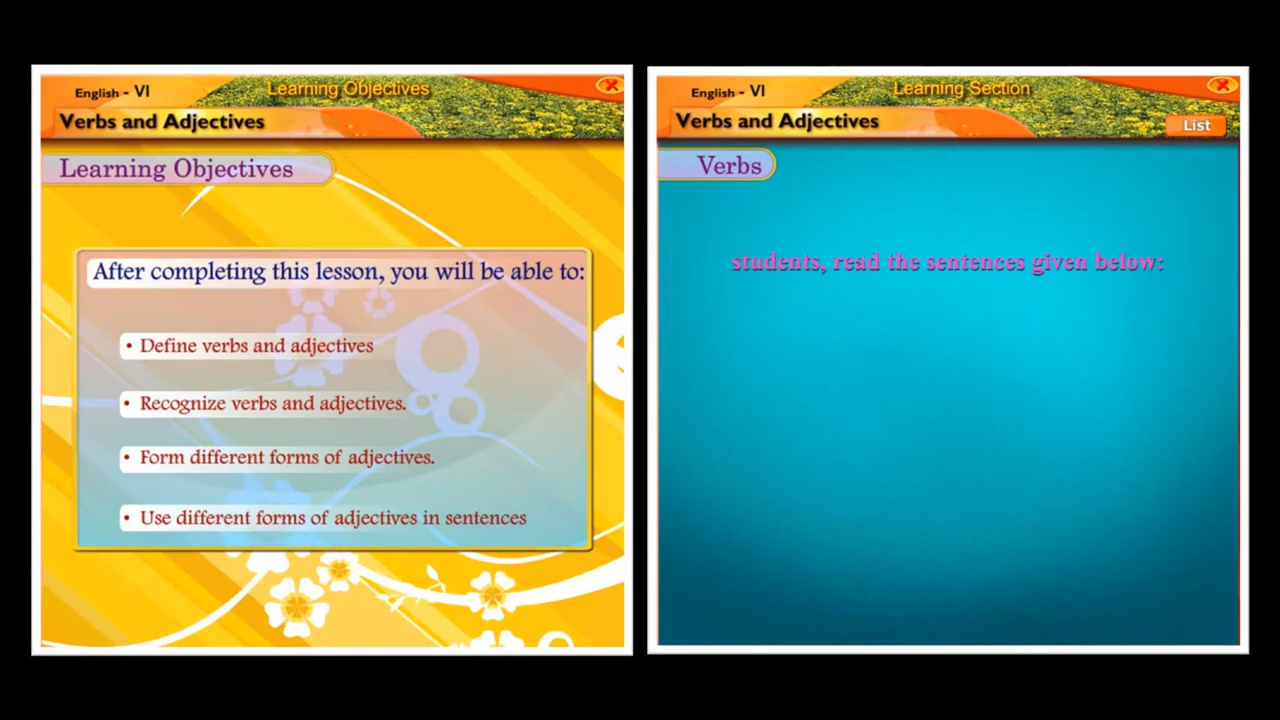 English - VI
Learning Objectives
Verbs and Adjectives
Learning Objectives
After completing this lesson, you will be able to:
• Define verbs and adjectives
• Recognize verbs and adjectives.
• Form different forms of adjectives.
• Use different forms of adjectives in sentences
English - VI
Learning Section
Verbs and Adjectives
List
Verbs
students, read the sentences given below: